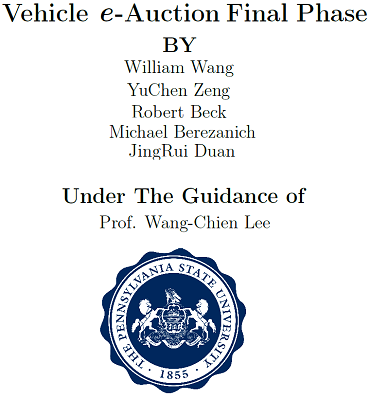 Vehicle e-Auction Final Phase
BY
William Wang
YuChen Zeng
Robert Beck
Michael Berezanich
JingRui Duan
Under The Guidance of
Prof. Wang-Chien Lee
THE PENNSYLVANIA STATE UNIVERSITY
· 1855 ·